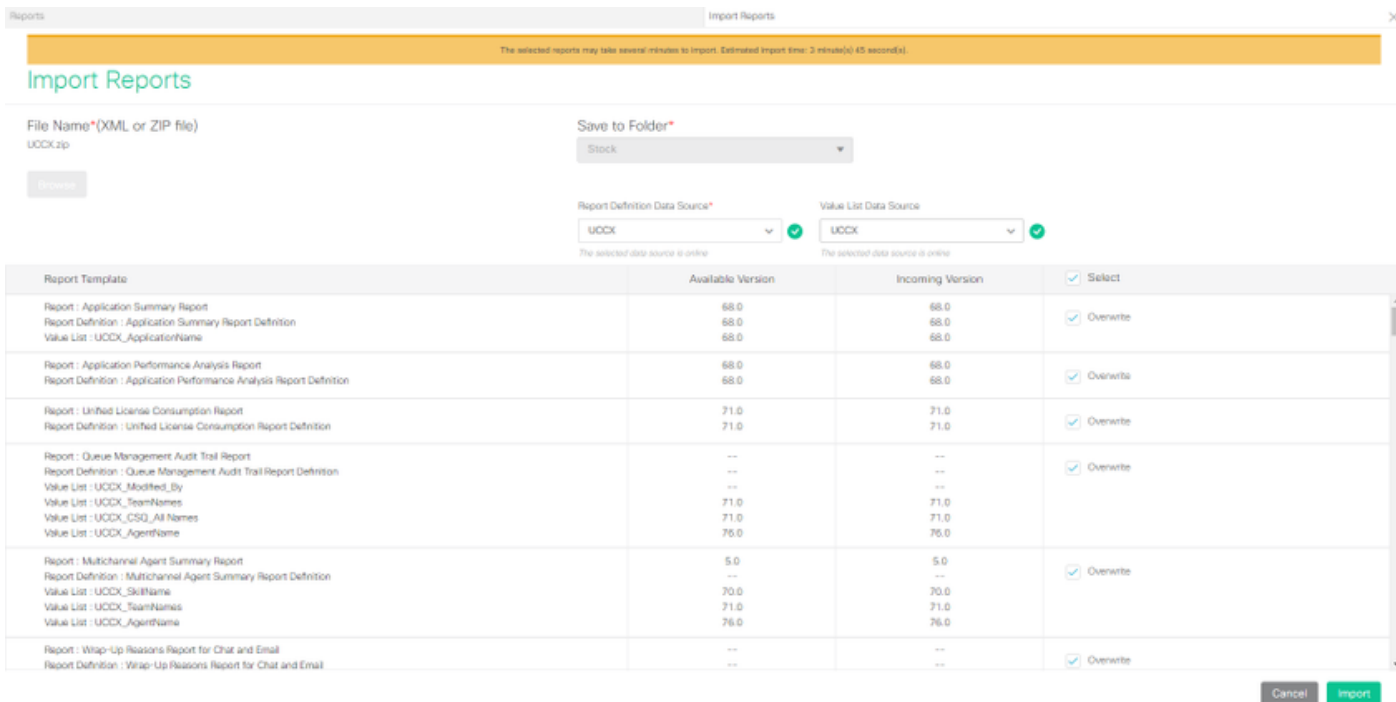 Reports
Import Reports
The selected reports may take several minutes to import. Estimated import time: 3 minute(s) 45 second(s).
Import Reports
File Name*(XML or ZIP file)
UCCX.zip
Browse
Save to Folder*
Stock
Report Definition Data Source*
Value List Data Source
UCCX
UCCX
The selected data source is online
The selected data source is online
Report Template Available Version Incoming Version Select
Report : Application Summary Report 68.0 68.0
Report Definition : Application Summary Report Definition 68.0 68.0 Overwrite
Value List : UCCX_ApplicationName 68.0 68.0
Report : Application Performance Analysis Report 68.0 68.0
Report Definition : Application Performance Analysis Report Definition 68.0 68.0 Overwrite
Report : Unified License Consumption Report 71.0 71.0
Report Definition : Unified License Consumption Report Definition 71.0 71.0 Overwrite
Report : Queue Management Audit Trail Report -- --
Report Definition : Queue Management Audit Trail Report Definition -- -- Overwrite
Value List : UCCX_Modified_By -- --
Value List : UCCX_TeamNames 71.0 71.0
Value List : UCCX_CSQ_All Names 71.0 71.0
Value List : UCCX_AgentName 76.0 76.0
Report : Multichannel Agent Summary Report 5.0 5.0
Report Definition : Multichannel Agent Summary Report Definition -- -- Overwrite
Value List : UCCX_SkillName 70.0 70.0
Value List : UCCX_TeamNames 71.0 71.0
Value List : UCCX_AgentName 76.0 76.0
Report : Wrap-Up Reasons Report for Chat and Email -- --
Report Definition : Wrap-Up Reasons Report for Chat and Email -- -- Overwrite
Cancel Import